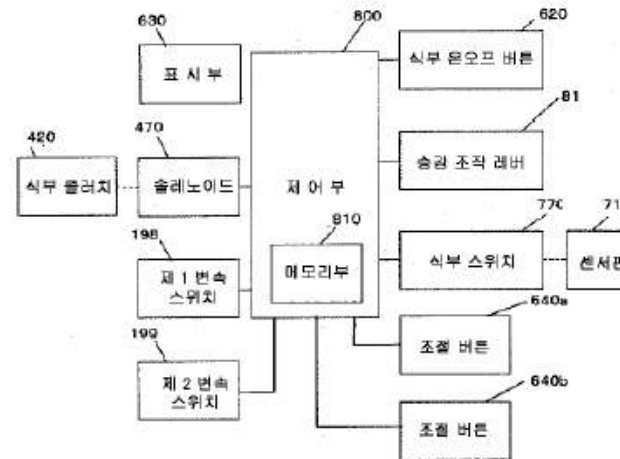 630
표 시 부
800
620
식부 온오프 버튼
420
식부 클러치
470
솔레노이드
제 어 부
81
승강 조작 레버
810
메모리부
770
식부 스위치
71
센서판
198
제 1 변속
스위치
640a
조절 버튼
199
제 2 변속
스위치
640b
조절 버튼